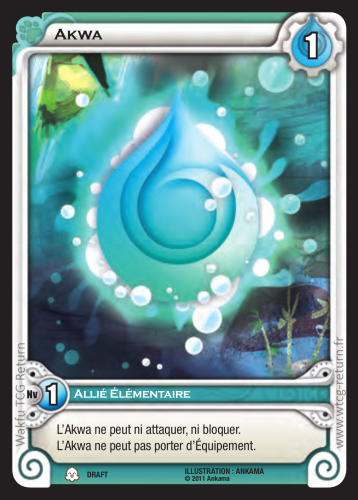 AKWA
1
Nv 1 ALLIÉ ÉLÉMENTAIRE
L'Akwa ne peut ni attaquer, ni bloquer.
L'Akwa ne peut pas porter d'Équipement.
DRAFT
ILLUSTRATION : ANKAMA
© 2011 Ankama
Wakfu TCG Return
www.wtcg-return.fr